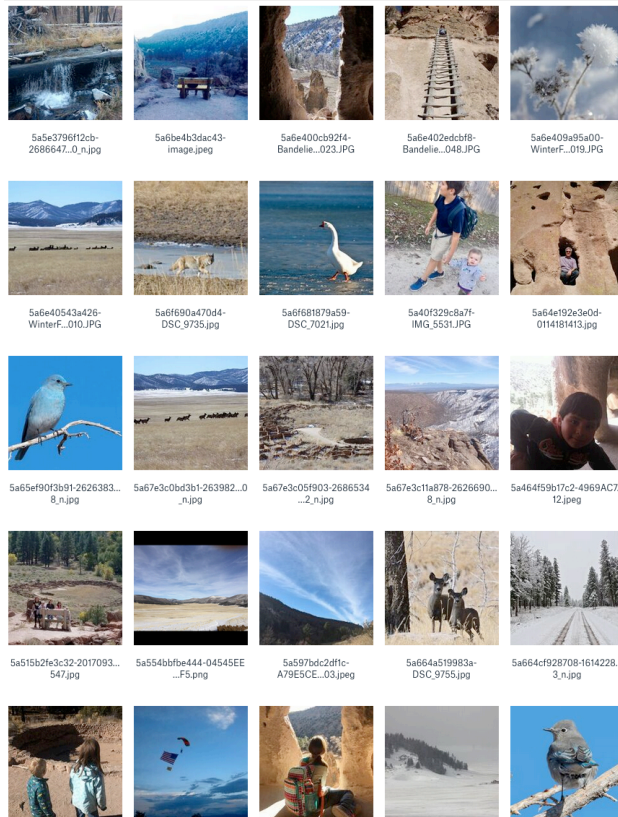 5a5e3796f12cb-
2686647...0_n.jpg
5a6be4b3dac43-
image.jpeg
5a6e400cb92f4-
Bandelie...023.JPG
5a6e402edcbf8-
Bandelie...048.JPG
5a6e409a95a00-
WinterF...019.JPG
5a6e40543a426-
WinterF...010.JPG
5a6f690a470d4-
DSC_9735.jpg
5a6f681879a59-
DSC_7021.jpg
5a40f329c8a7f-
IMG_5531.JPG
5a64e192e3e0d-
0114181413.jpg
5a65ef90f3b91-2626383...
8_n.jpg
5a67e3c0bd3b1-263982...0
_n.jpg
5a67e3c05f903-2686534
...2_n.jpg
5a67e3c11a878-2626690...
8_n.jpg
5a464f59b17c2-4969AC7
12.jpeg
5a515b2fe3c32-2017093...
547.jpg
5a554bbfbe444-04545EE
...F5.png
5a597bdc2df1c-
A79E5CE...03.jpeg
5a664a519983a-
DSC_9755.jpg
5a664cf928708-1614228.
3_n.jpg